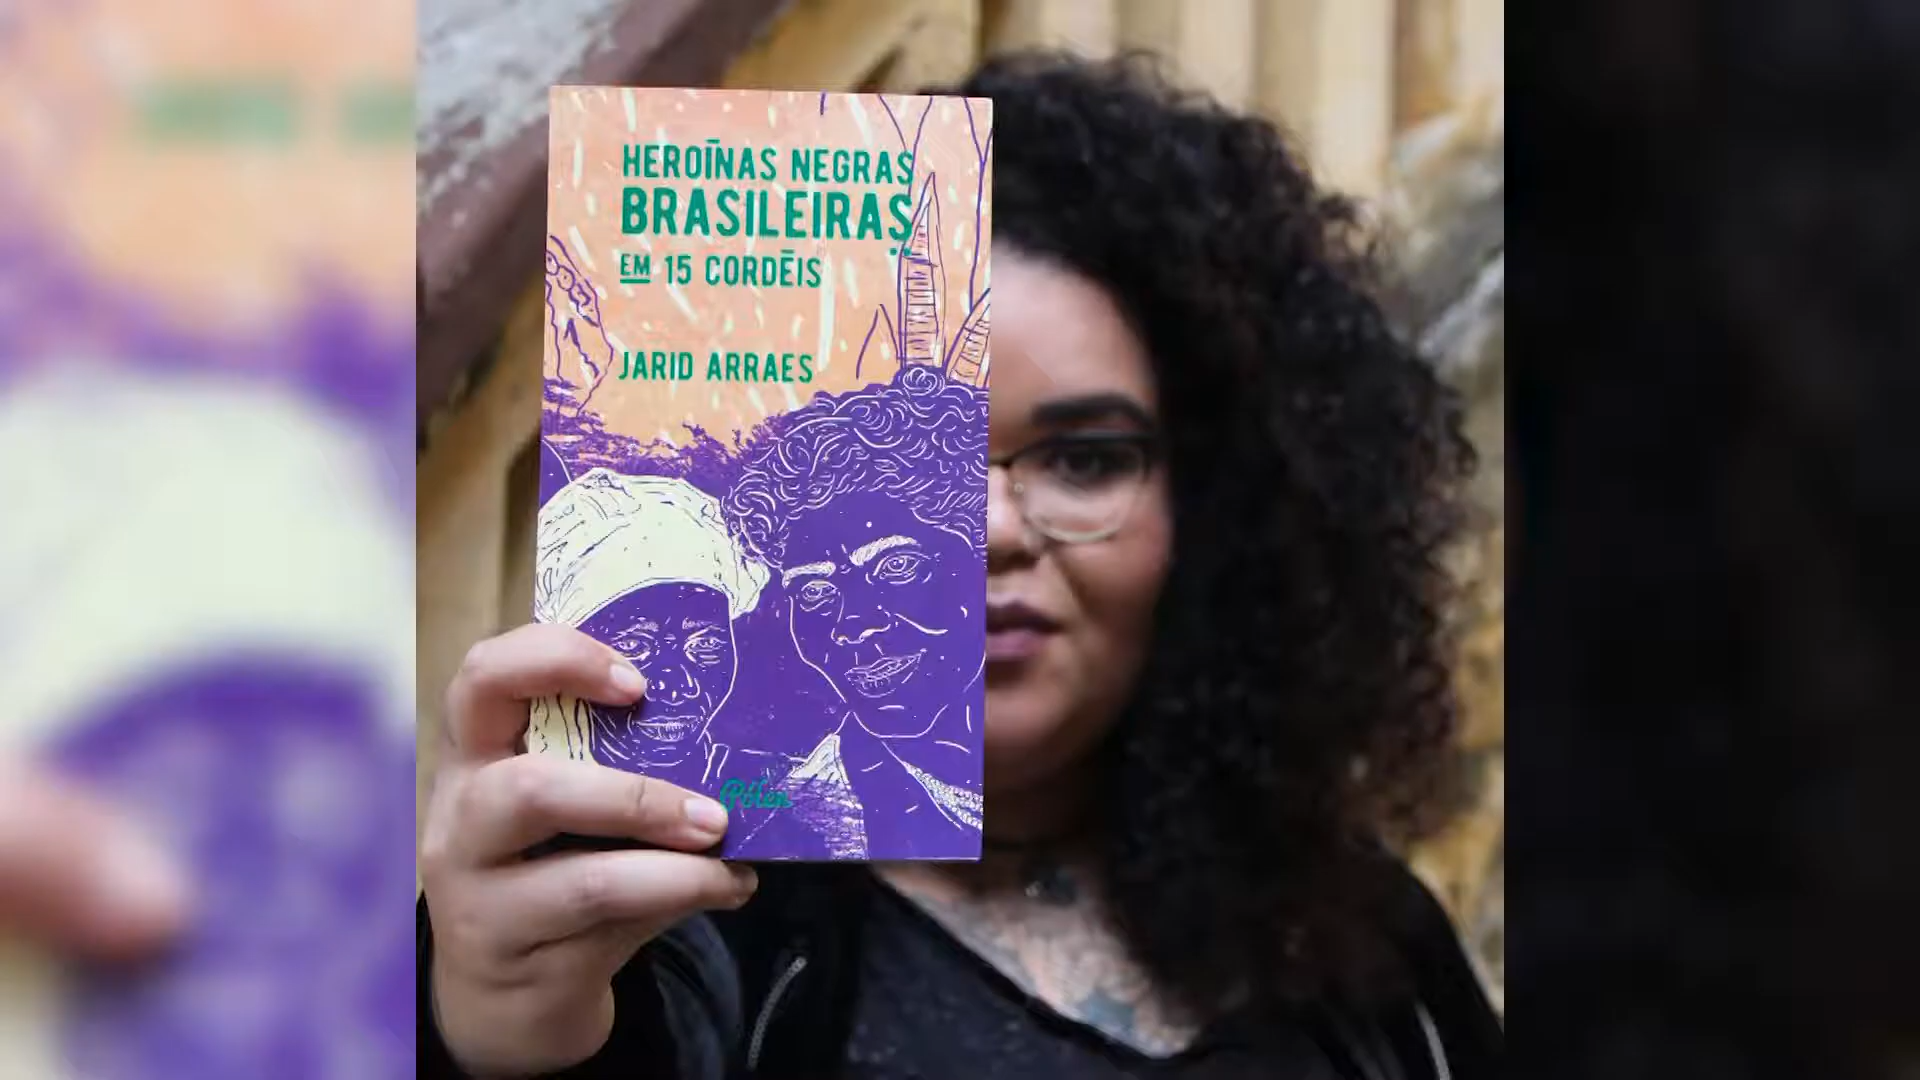 HEROÍNAS NEGRAS
BRASILEIRAS
EM 15 CORDÉIS
JARID ARRAES
Pólen